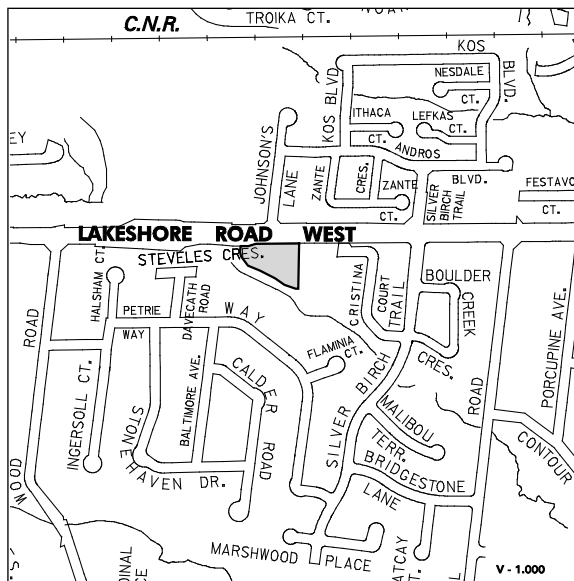 C.N.R.
TROIKA CT.
KOS
BLVD.
KOS BLVD
NESDALE
CT.
ITHACA
CT.
LEFKAS
CT.
ANDROS
BLVD.
EY
JOHNSON'S
LANE
ZANTE
CRES.
ZANTE
CT.
SILVER
BIRCH
TRAIL
FESTAVO
CT.
LAKESHORE ROAD WEST
STEVELES CRES.
HALSHAM CT.
PETRIE
WAY
DAVECATH
ROAD
WAY
CRISTINA
COURT
TRAIL
BOULDER
CREEK
CRES.
ROAD
INGERSOLL CT.
BALTIMORE AVE.
STONEHAVEN DR.
CALDER
ROAD
FLAMINIA
CT.
SILVER BIRCH
MALIBOU
TERR.
BRIDGESTONE
LANE
ROAD
PORCUPINE AVE.
CONTOUR
WOOD
MARSHWOOD PLACE
V - 1.000